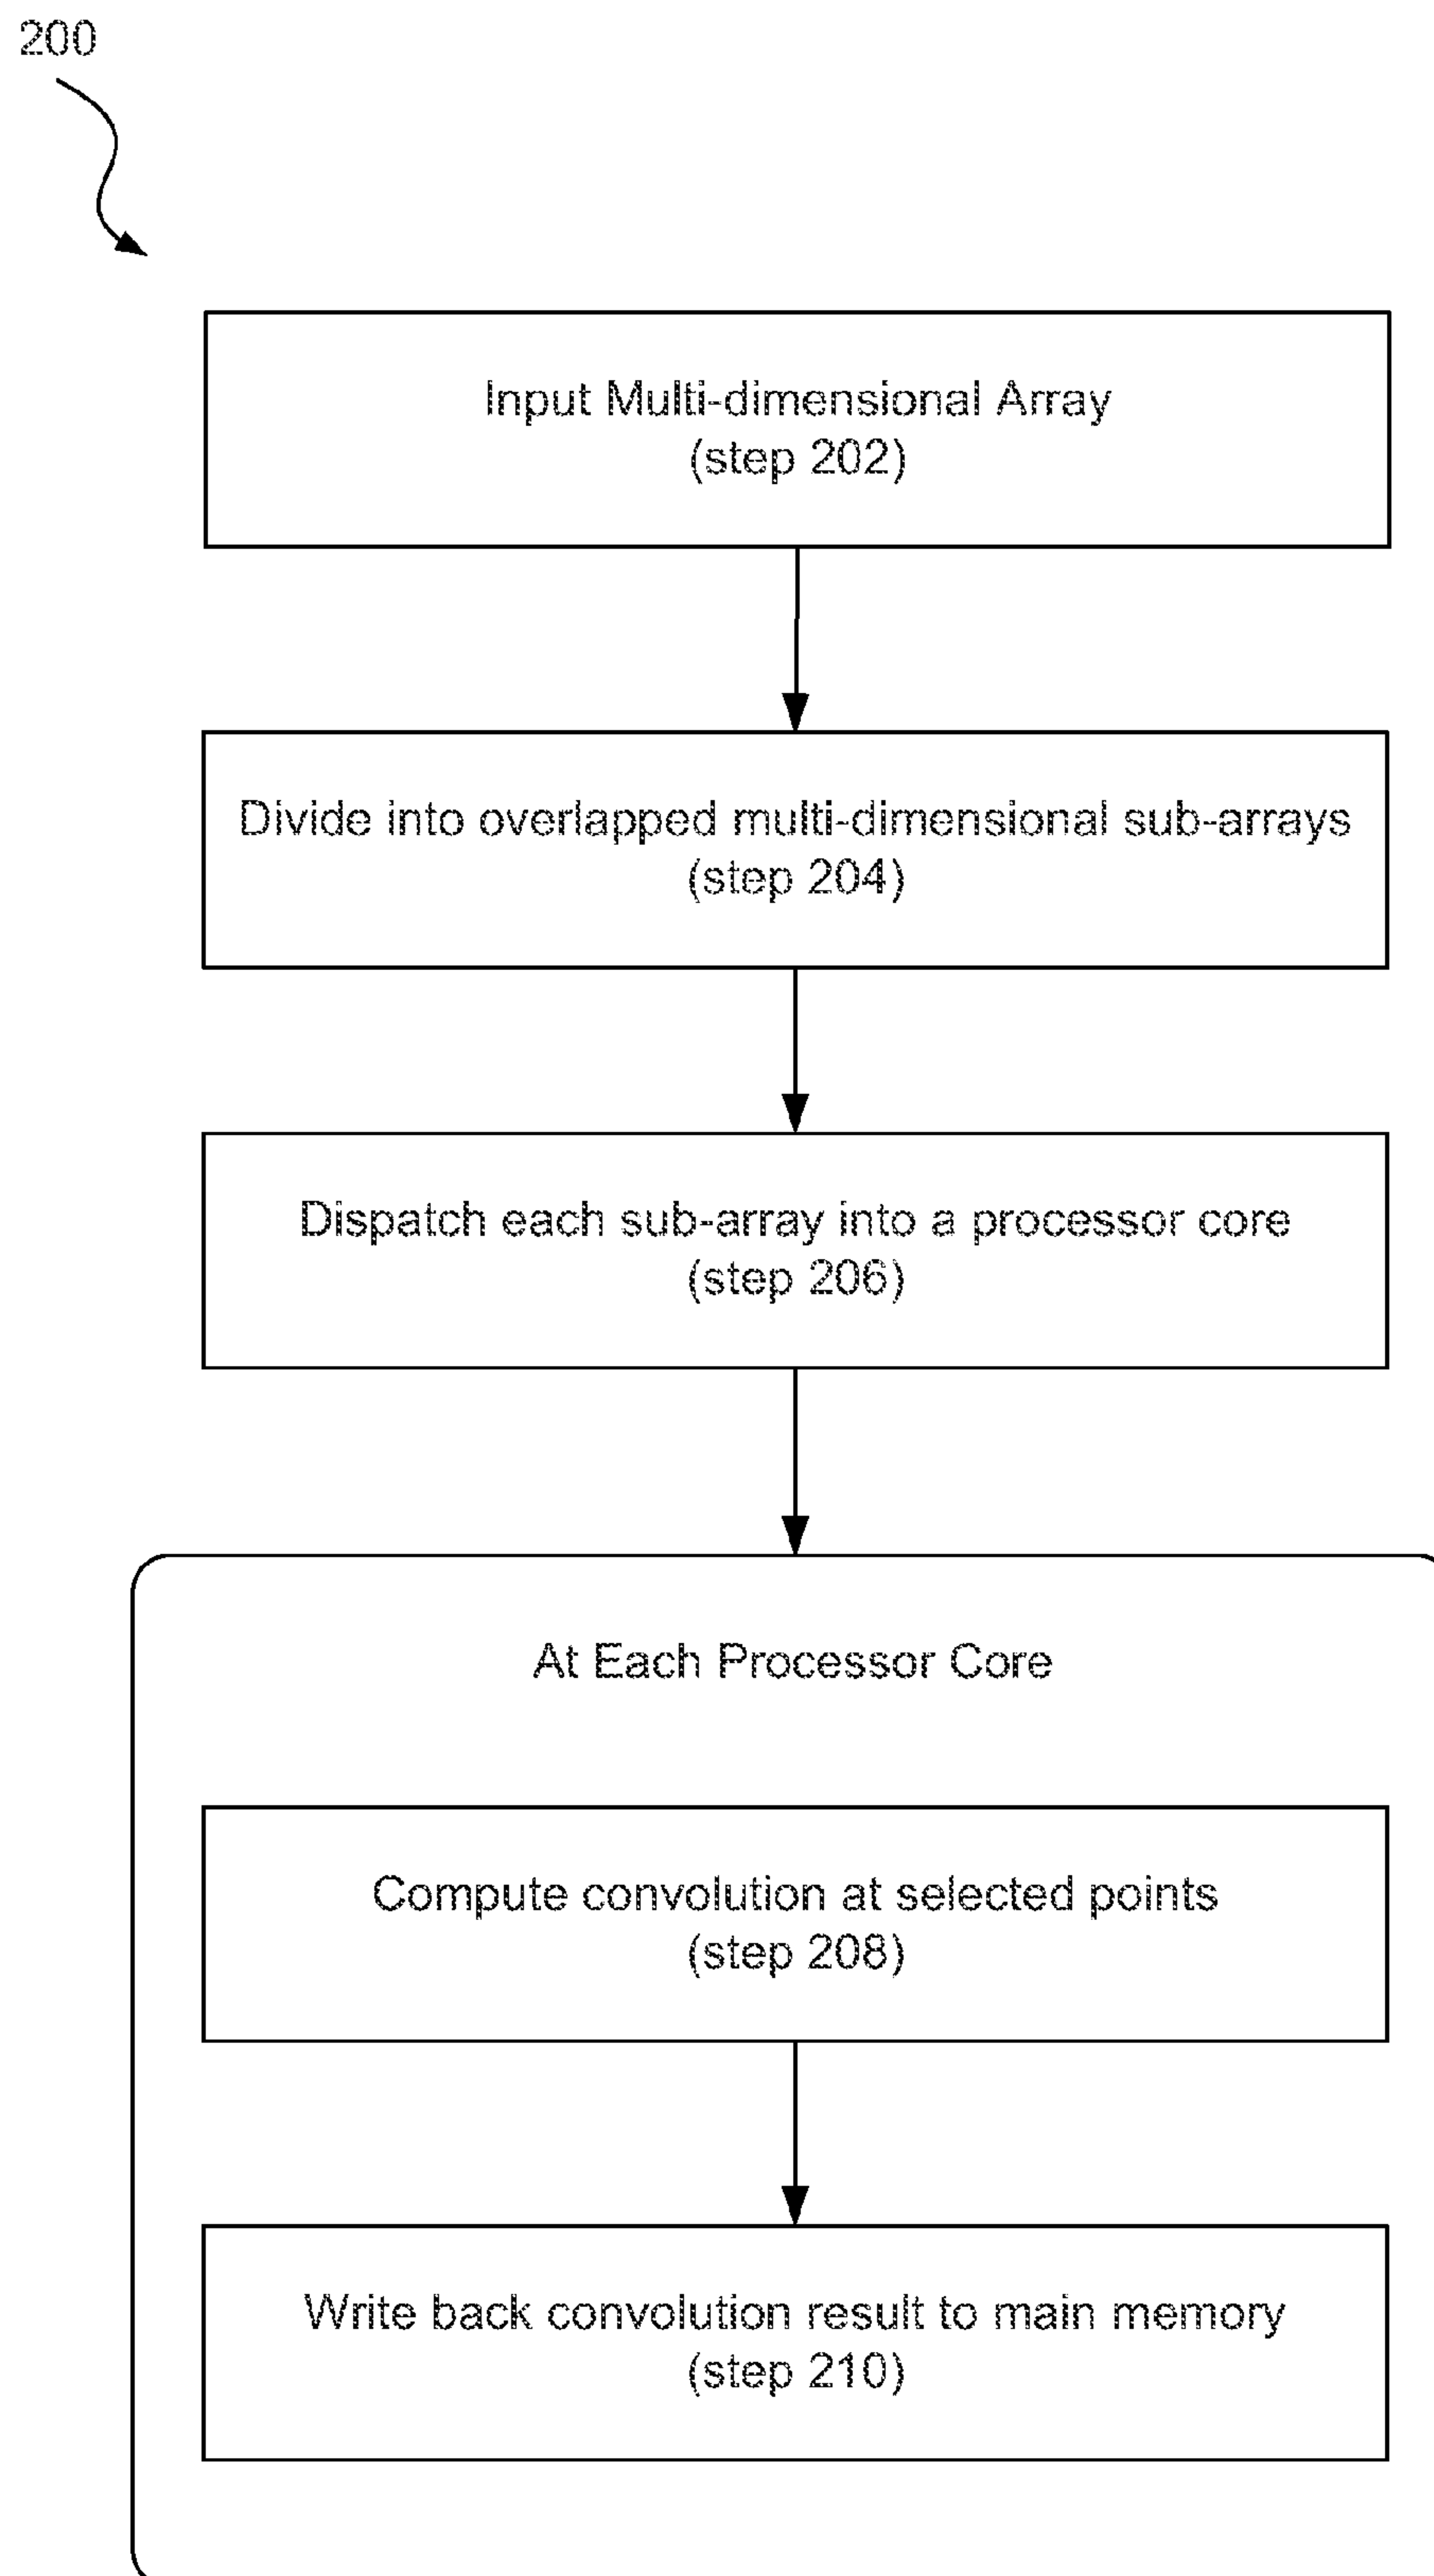 200
Input Multi-dimensional Array
(step 202)
Divide into overlapped multi-dimensional sub-arrays
(step 204)
Dispatch each sub-array into a processor core
(step 206)
At Each Processor Core
Compute convolution at selected points
(step 208)
Write back convolution result to main memory
(step 210)